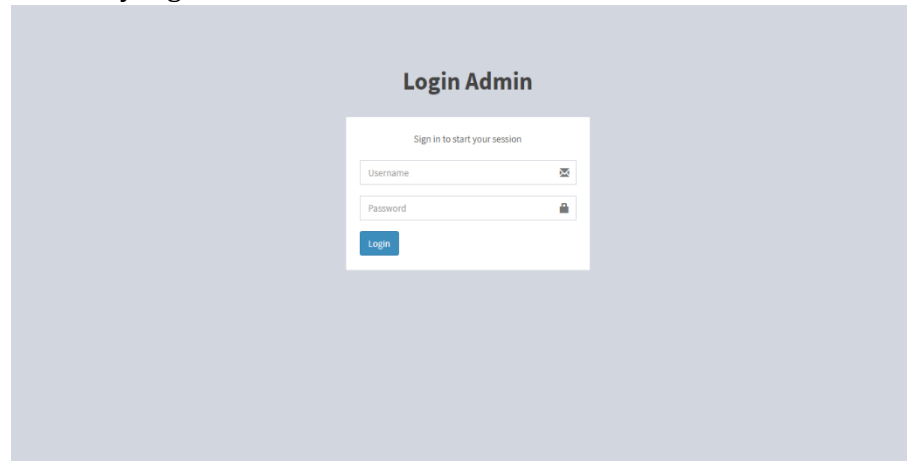 Login Admin
Sign in to start your session
Username
Password
Login